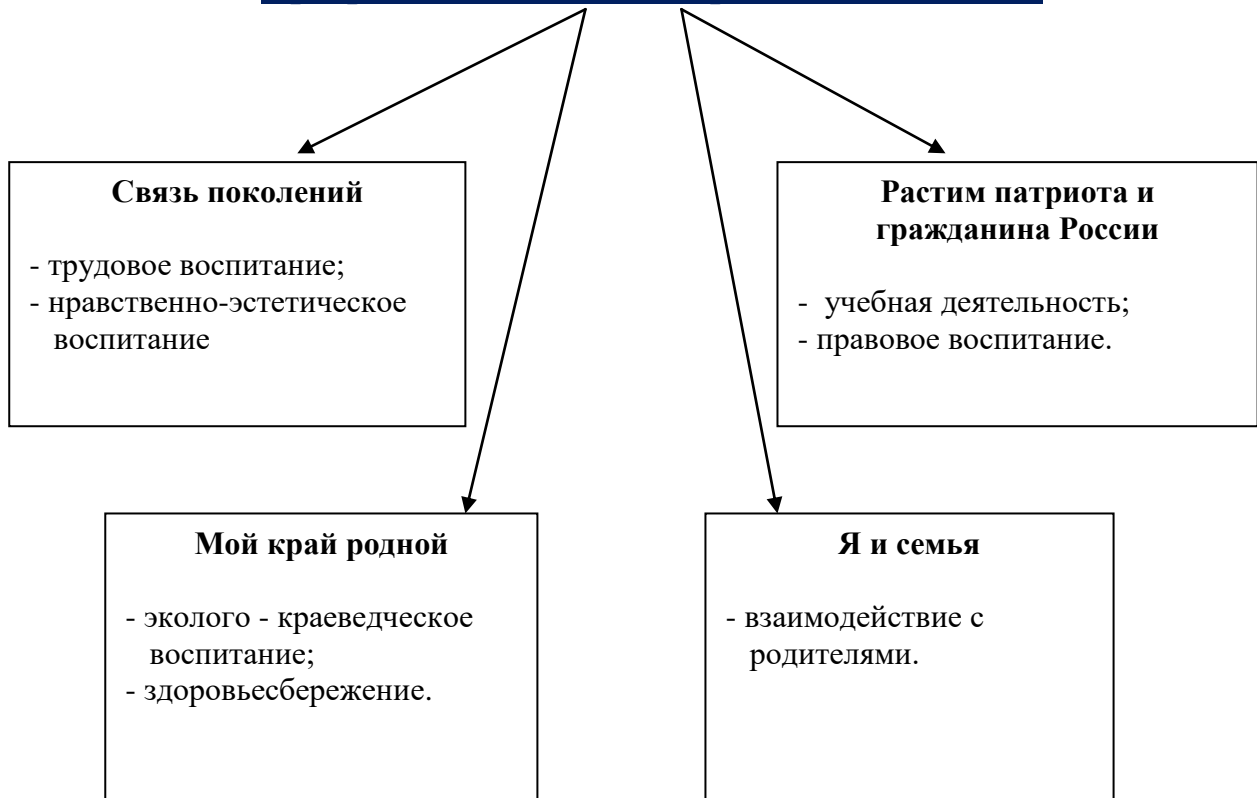 Связь поколений
- трудовое воспитание;
- нравственно-эстетическое
воспитание
Растим патриота и
гражданина России
- учебная деятельность;
- правовое воспитание.
Мой край родной
- эколого - краеведческое
воспитание;
- здоровьесбережение.
Я и семья
- взаимодействие с
родителями.